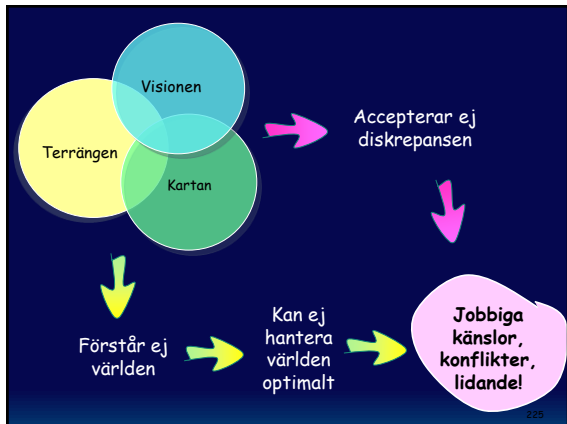 Visionen
Terrängen
Kartan
Accepterar ej
diskrepansen
Förstår ej
världen
Kan ej
hantera
världen
optimalt
Jobbiga
känslor,
konflikter,
lidande!
225